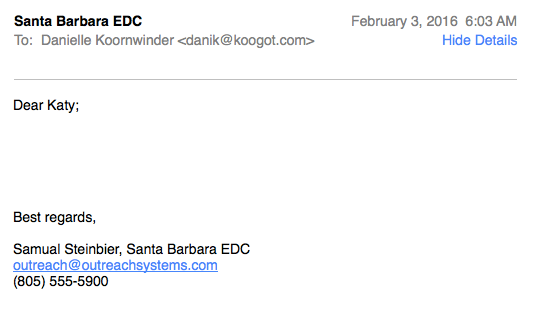 Santa Barbara EDC February 3, 2016 6:03 AM
To: Danielle Koornwinder <danik@koogot.com> Hide Details
Dear Katy;
Best regards,
Samual Steinbier, Santa Barbara EDC
outreach@outreachsystems.com
(805) 555-5900